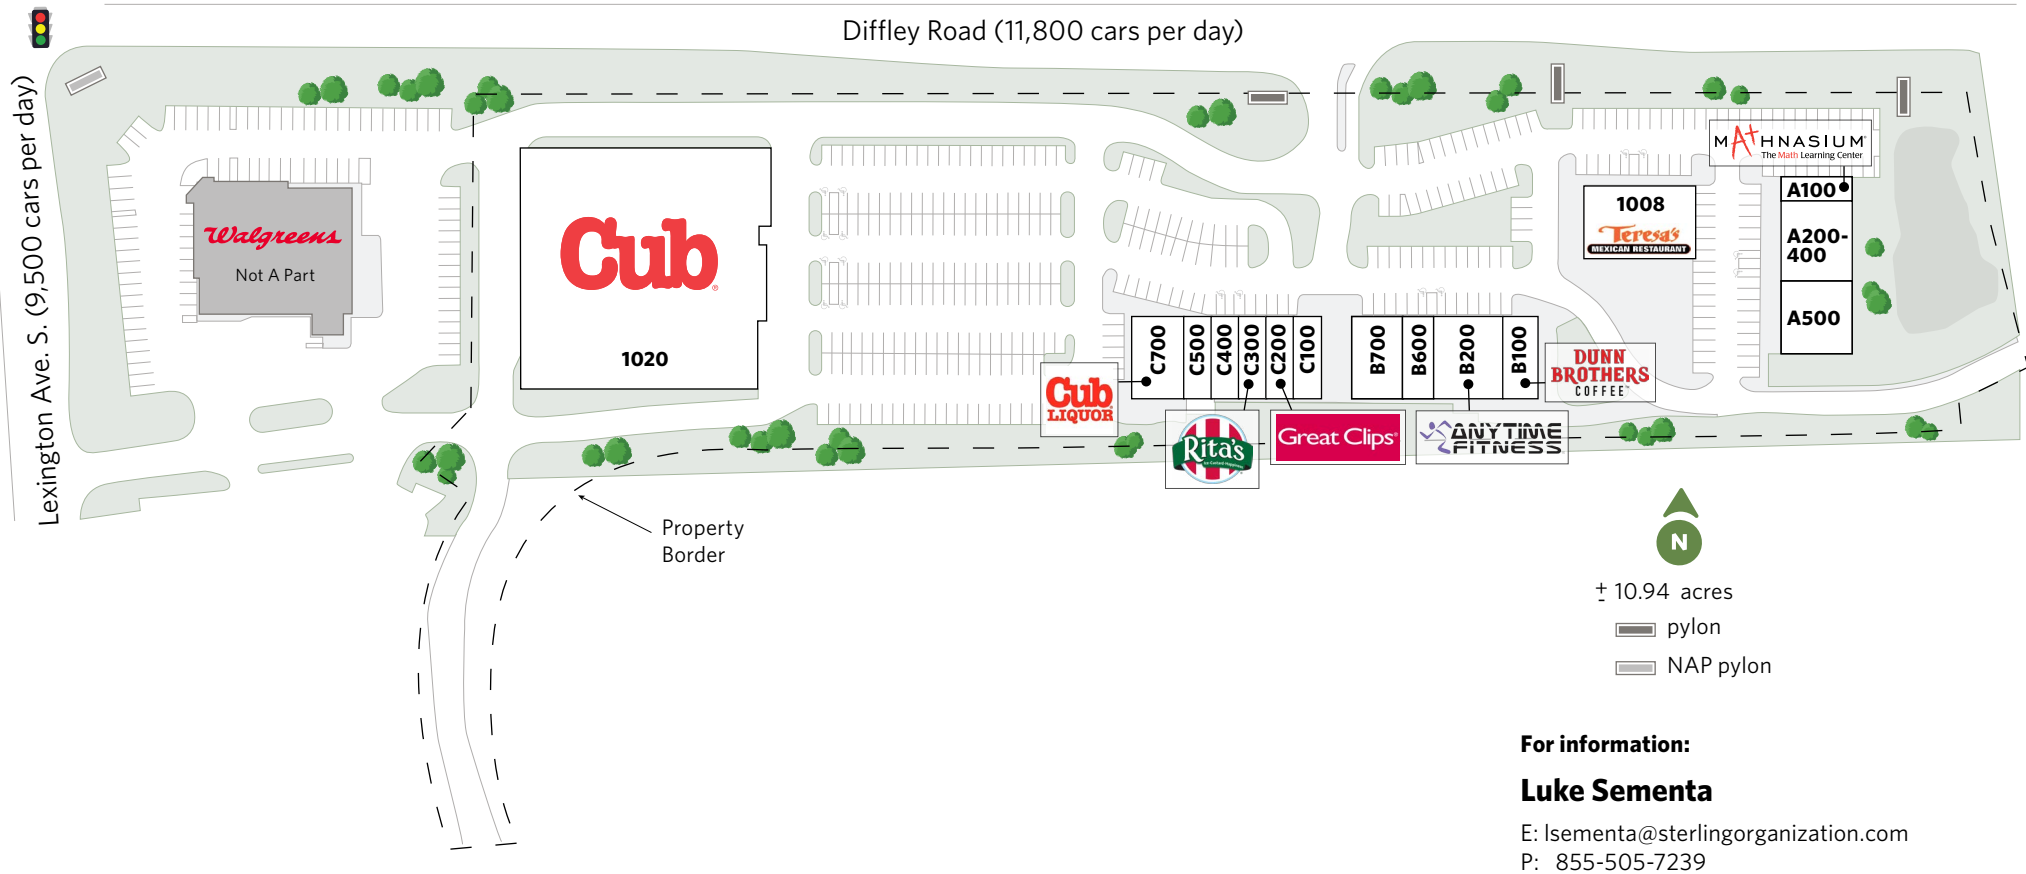 Diffley Road (11,800 cars per day)
Lexington Ave. S. (9,500 cars per day)
Walgreens
Not A Part
Cub
1020
MATHNASIUM
The Math Learning Center
A100
A200-
400
A500
1008
Teresa's
MEXICAN RESTAURANT
C700
C500
C400
C300
C200
C100
B700
B600
B200
B100
Cub
LIQUOR
Rita's
Great Clips
ANYTIME
FITNESS
DUNN
BROTHERS
COFFEE
Property
Border
N
± 10.94 acres
pylon
NAP pylon
For information:
Luke Sementa
E: lsementa@sterlingorganization.com
P: 855-505-7239